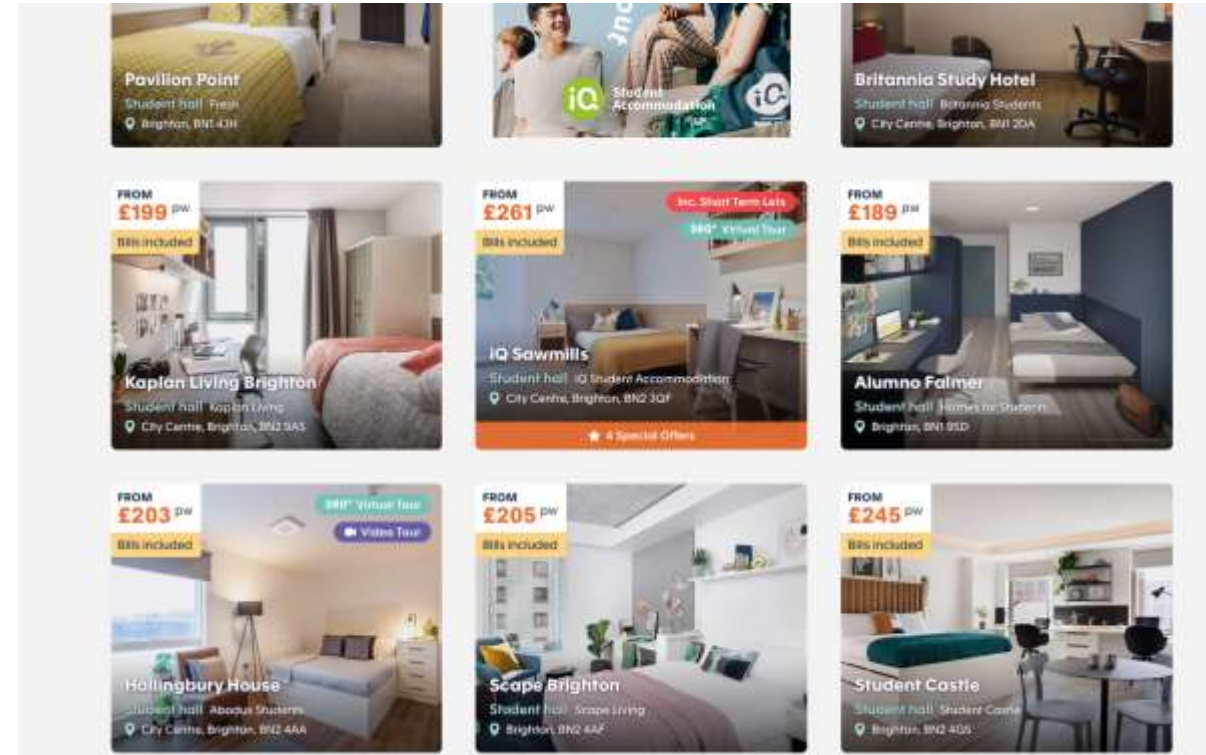 Pavilion Point
Student hall Fresh
Brighton, BN1 4JH
out
iQ Student Accommodation
iQ
Britannia Study Hotel
Student hall Britannia Students
City Centre, Brighton, BN1 2DA
FROM
£199 pw
Bills included
Kaplan Living Brighton
Student hall Kaplan Living
City Centre, Brighton, BN2 9AS
FROM
£261 pw
Bills included
Inc. Short Term Lets
360° Virtual Tour
iQ Sawmills
Student hall iQ Student Accommodation
City Centre, Brighton, BN2 3QF
4 Special Offers
FROM
£189 pw
Bills included
Alumno Falmer
Student hall Homes for Students
Brighton, BN1 9SD
FROM
£203 pw
Bills included
360° Virtual Tour
Video Tour
Hollingbury House
Student hall Abodus Students
City Centre, Brighton, BN2 4AA
FROM
£205 pw
Bills included
Scape Brighton
Student hall Scape Living
Brighton, BN2 4AF
FROM
£245 pw
Bills included
Student Castle
Student hall Student Castle
Brighton, BN2 4GS